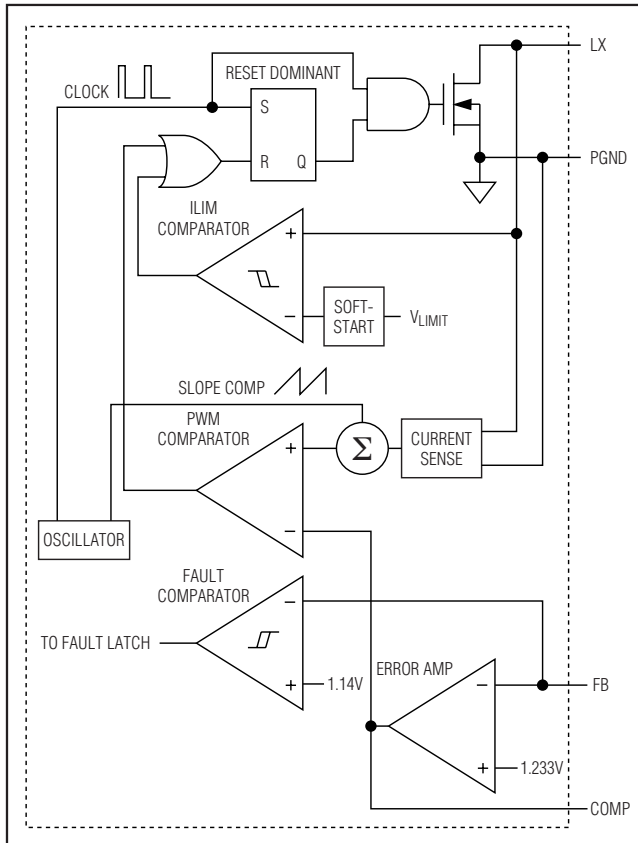 LX
CLOCK
RESET DOMINANT
S
R
Q
PGND
ILIM
COMPARATOR
+
−
SOFT-
START
VLIMIT
SLOPE COMP
PWM
COMPARATOR
+
−
Σ
CURRENT
SENSE
OSCILLATOR
FAULT
COMPARATOR
−
+
TO FAULT LATCH
1.14V
ERROR AMP
−
+
FB
1.233V
COMP